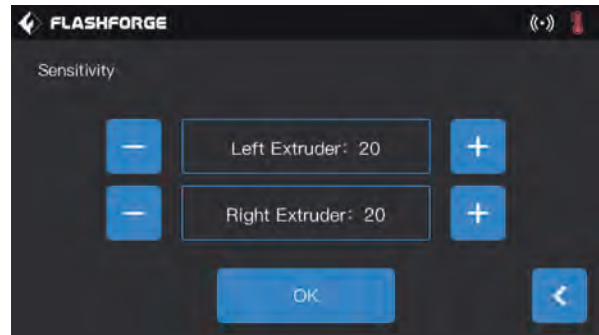 FLASHFORGE
Sensitivity
Left Extruder: 20
Right Extruder: 20
OK